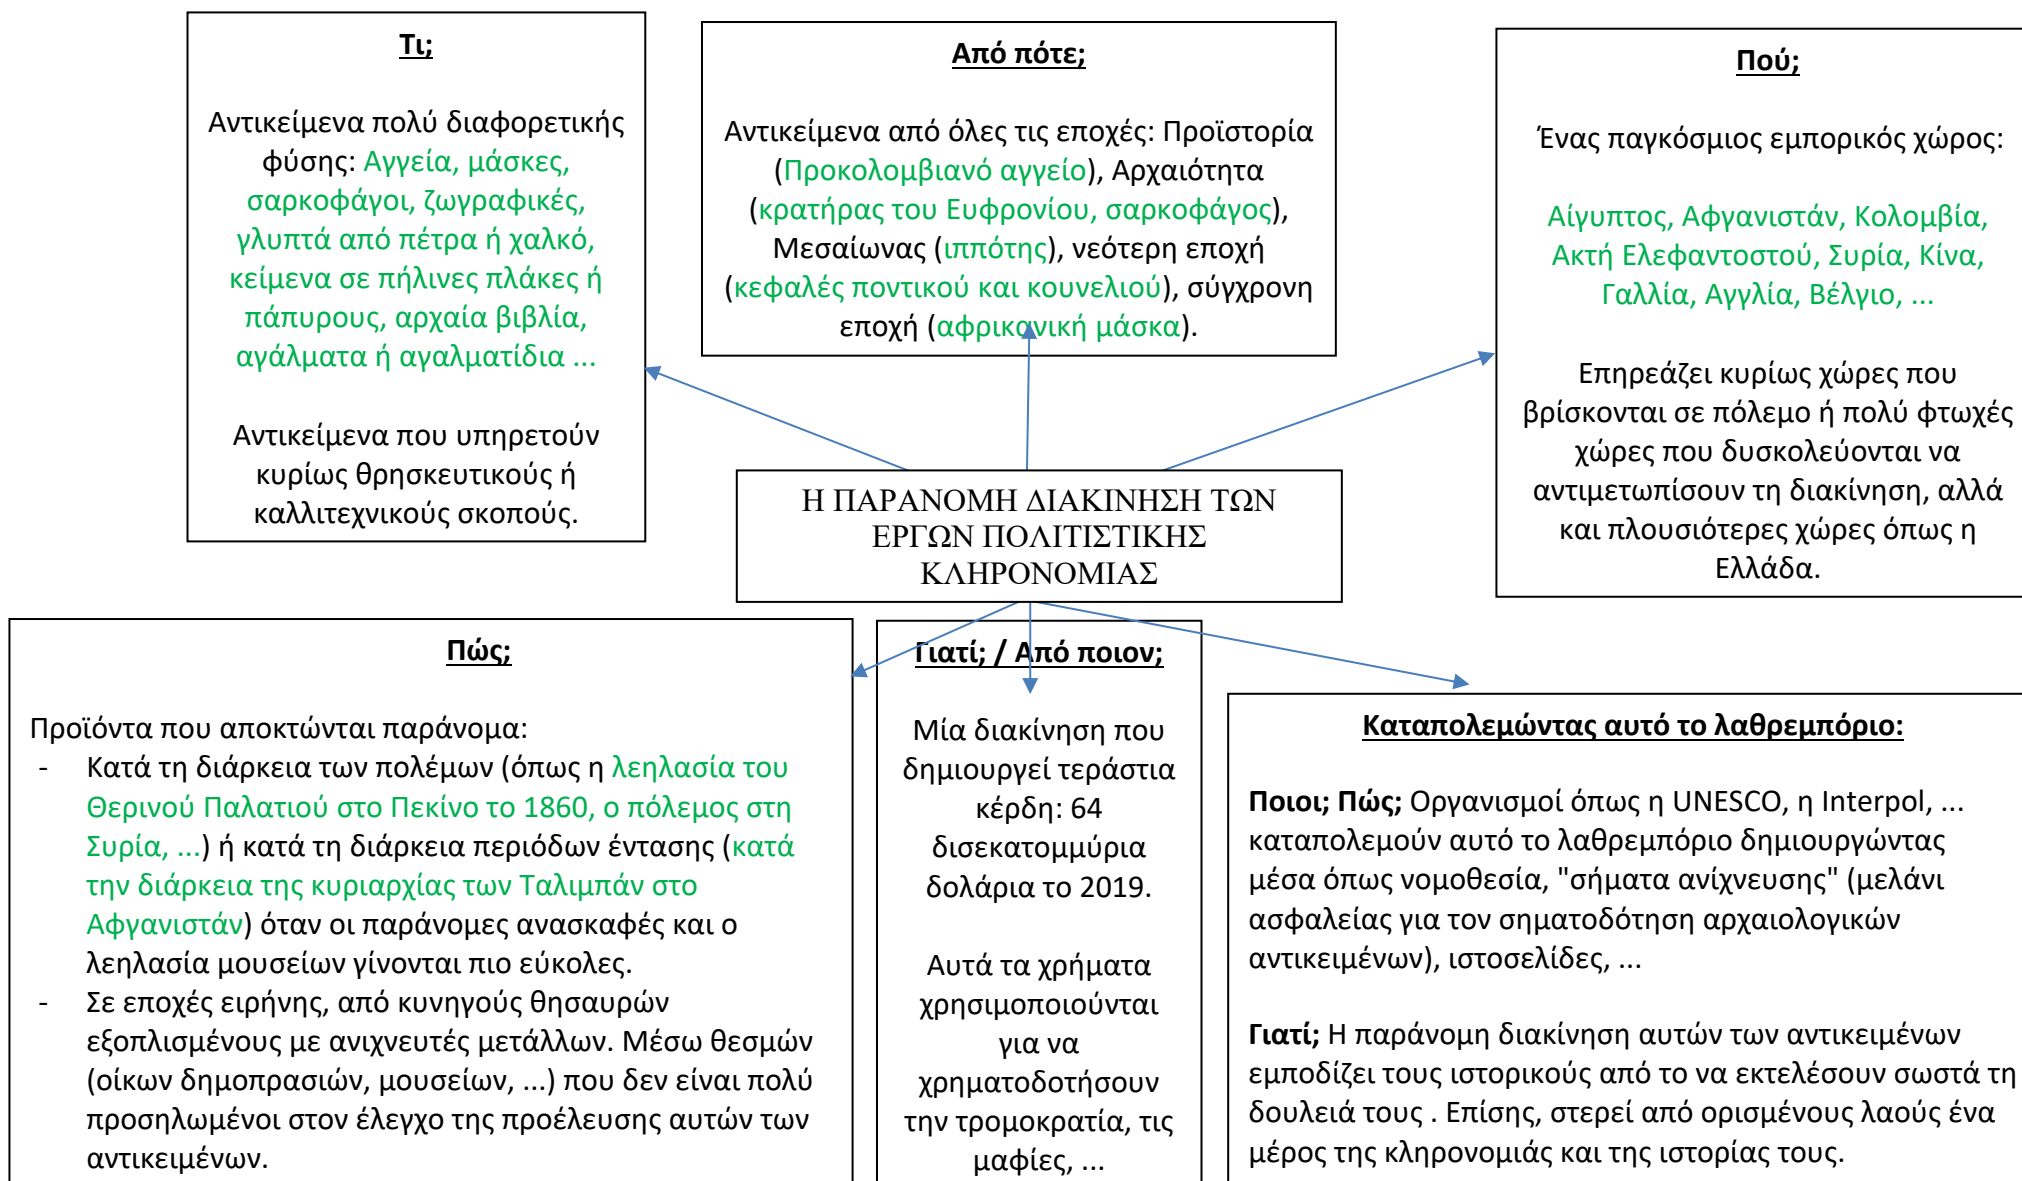 Τι;
Αντικείμενα πολύ διαφορετικής
φύσης: Αγγεία, μάσκες,
σαρκοφάγοι, ζωγραφικές,
γλυπτά από πέτρα ή χαλκό,
κείμενα σε πήλινες πλάκες ή
πάπυρους, αρχαία βιβλία,
αγάλματα ή αγαλματίδια ...
Αντικείμενα που υπηρετούν
κυρίως θρησκευτικούς ή
καλλιτεχνικούς σκοπούς.
Από πότε;
Αντικείμενα από όλες τις εποχές: Προϊστορία
(Προκολομβιανό αγγείο), Αρχαιότητα
(κρατήρας του Ευφρονίου, σαρκοφάγος),
Μεσαίωνας (ιππότης), νεότερη εποχή
(κεφαλές ποντικού και κουνελιού), σύγχρονη
εποχή (αφρικανική μάσκα).
Πού;
Ένας παγκόσμιος εμπορικός χώρος:
Αίγυπτος, Αφγανιστάν, Κολομβία,
Ακτή Ελεφαντοστού, Συρία, Κίνα,
Γαλλία, Αγγλία, Βέλγιο, ...
Επηρεάζει κυρίως χώρες που
βρίσκονται σε πόλεμο ή πολύ φτωχές
χώρες που δυσκολεύονται να
αντιμετωπίσουν τη διακίνηση, αλλά
και πλουσιότερες χώρες όπως η
Ελλάδα.
Η ΠΑΡΑΝΟΜΗ ΔΙΑΚΙΝΗΣΗ ΤΩΝ
ΕΡΓΩΝ ΠΟΛΙΤΙΣΤΙΚΗΣ
ΚΛΗΡΟΝΟΜΙΑΣ
Πώς;
Προϊόντα που αποκτώνται παράνομα:
- Κατά τη διάρκεια των πολέμων (όπως η λεηλασία του
Θερινού Παλατιού στο Πεκίνο το 1860, ο πόλεμος στη
Συρία, ...) ή κατά τη διάρκεια περιόδων έντασης (κατά
την διάρκεια της κυριαρχίας των Ταλιμπάν στο
Αφγανιστάν) όταν οι παράνομες ανασκαφές και ο
λεηλασία μουσείων γίνονται πιο εύκολες.
- Σε εποχές ειρήνης, από κυνηγούς θησαυρών
εξοπλισμένους με ανιχνευτές μετάλλων. Μέσω θεσμών
(οίκων δημοπρασιών, μουσείων, ...) που δεν είναι πολύ
προσηλωμένοι στον έλεγχο της προέλευσης αυτών των
αντικειμένων.
Γιατί; / Από ποιον;
Μία διακίνηση που
δημιουργεί τεράστια
κέρδη: 64
δισεκατομμύρια
δολάρια το 2019.
Αυτά τα χρήματα
χρησιμοποιούνται
για να
χρηματοδοτήσουν
την τρομοκρατία, τις
μαφίες, ...
Καταπολεμώντας αυτό το λαθρεμπόριο:
Ποιοι; Πώς; Οργανισμοί όπως η UNESCO, η Interpol, ...
καταπολεμούν αυτό το λαθρεμπόριο δημιουργώντας
μέσα όπως νομοθεσία, "σήματα ανίχνευσης" (μελάνι
ασφαλείας για τον σηματοδότηση αρχαιολογικών
αντικειμένων), ιστοσελίδες, ...
Γιατί; Η παράνομη διακίνηση αυτών των αντικειμένων
εμποδίζει τους ιστορικούς από το να εκτελέσουν σωστά τη
δουλειά τους . Επίσης, στερεί από ορισμένους λαούς ένα
μέρος της κληρονομιάς και της ιστορίας τους.